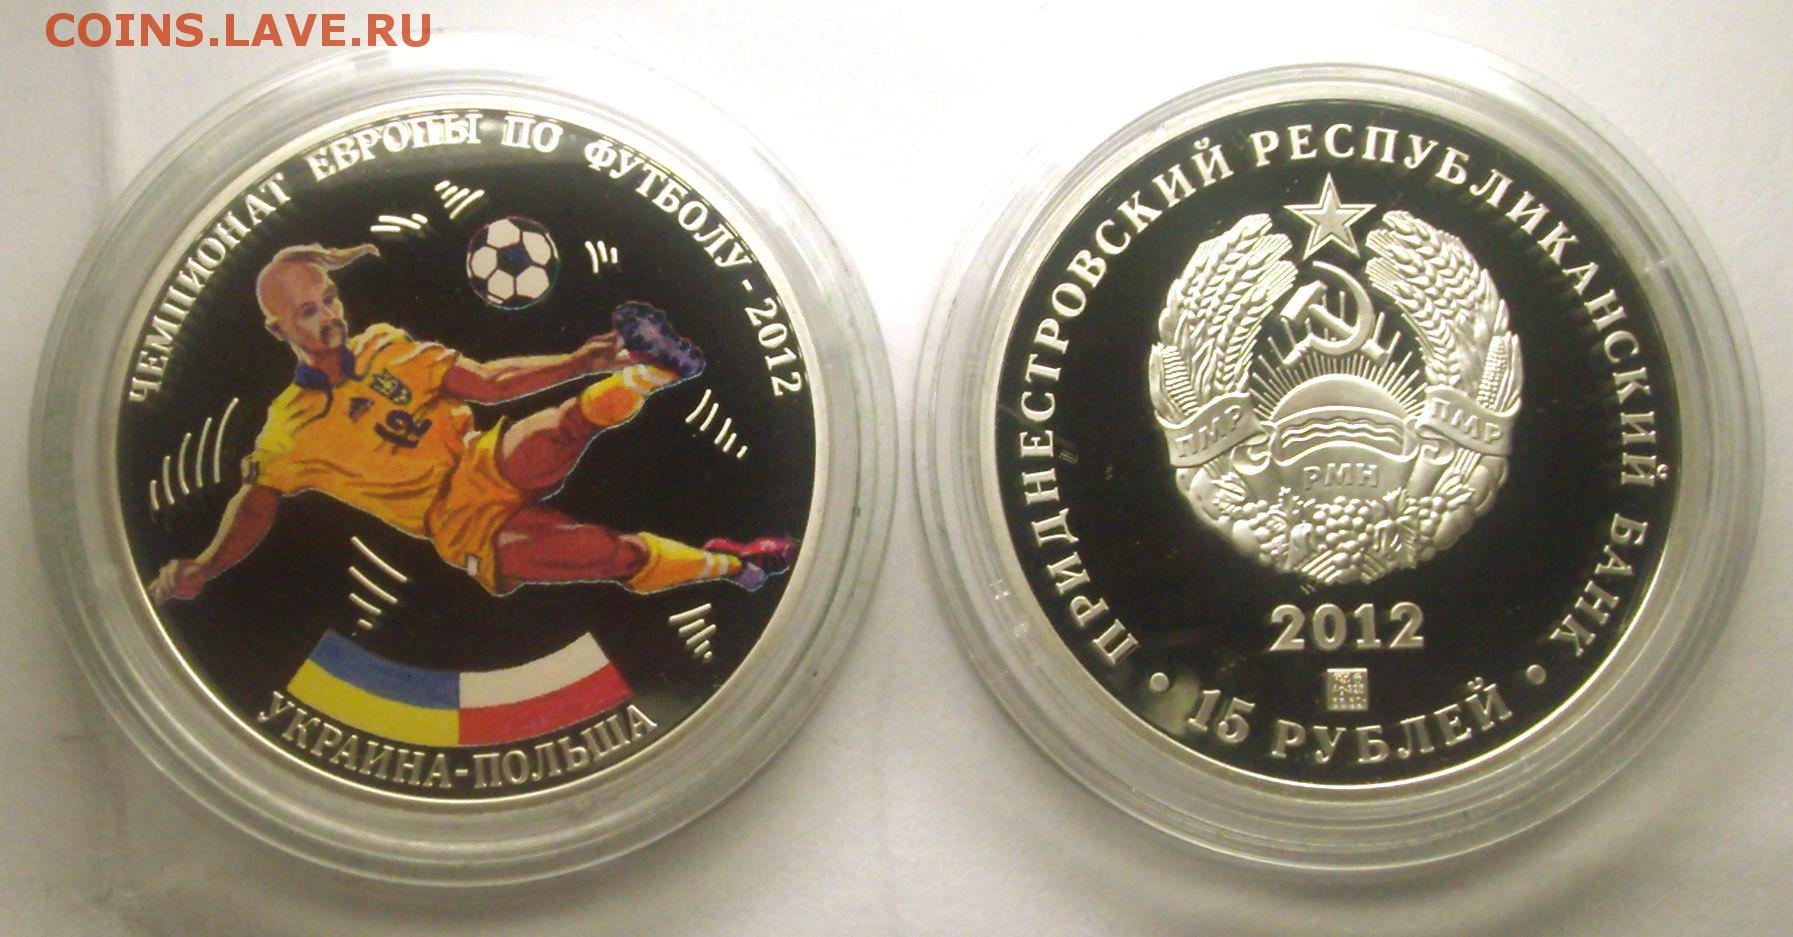 COINS.LAVE.RU
ЧЕМПИОНАТ ЕВРОПЫ ПО ФУТБОЛУ - 2012
12
УКРАИНА-ПОЛЬША
ПРИДНЕСТРОВСКИЙ РЕСПУБЛИКАНСКИЙ БАНК
ПМР
ПМР
РМН
2012
• 15 РУБЛЕЙ •